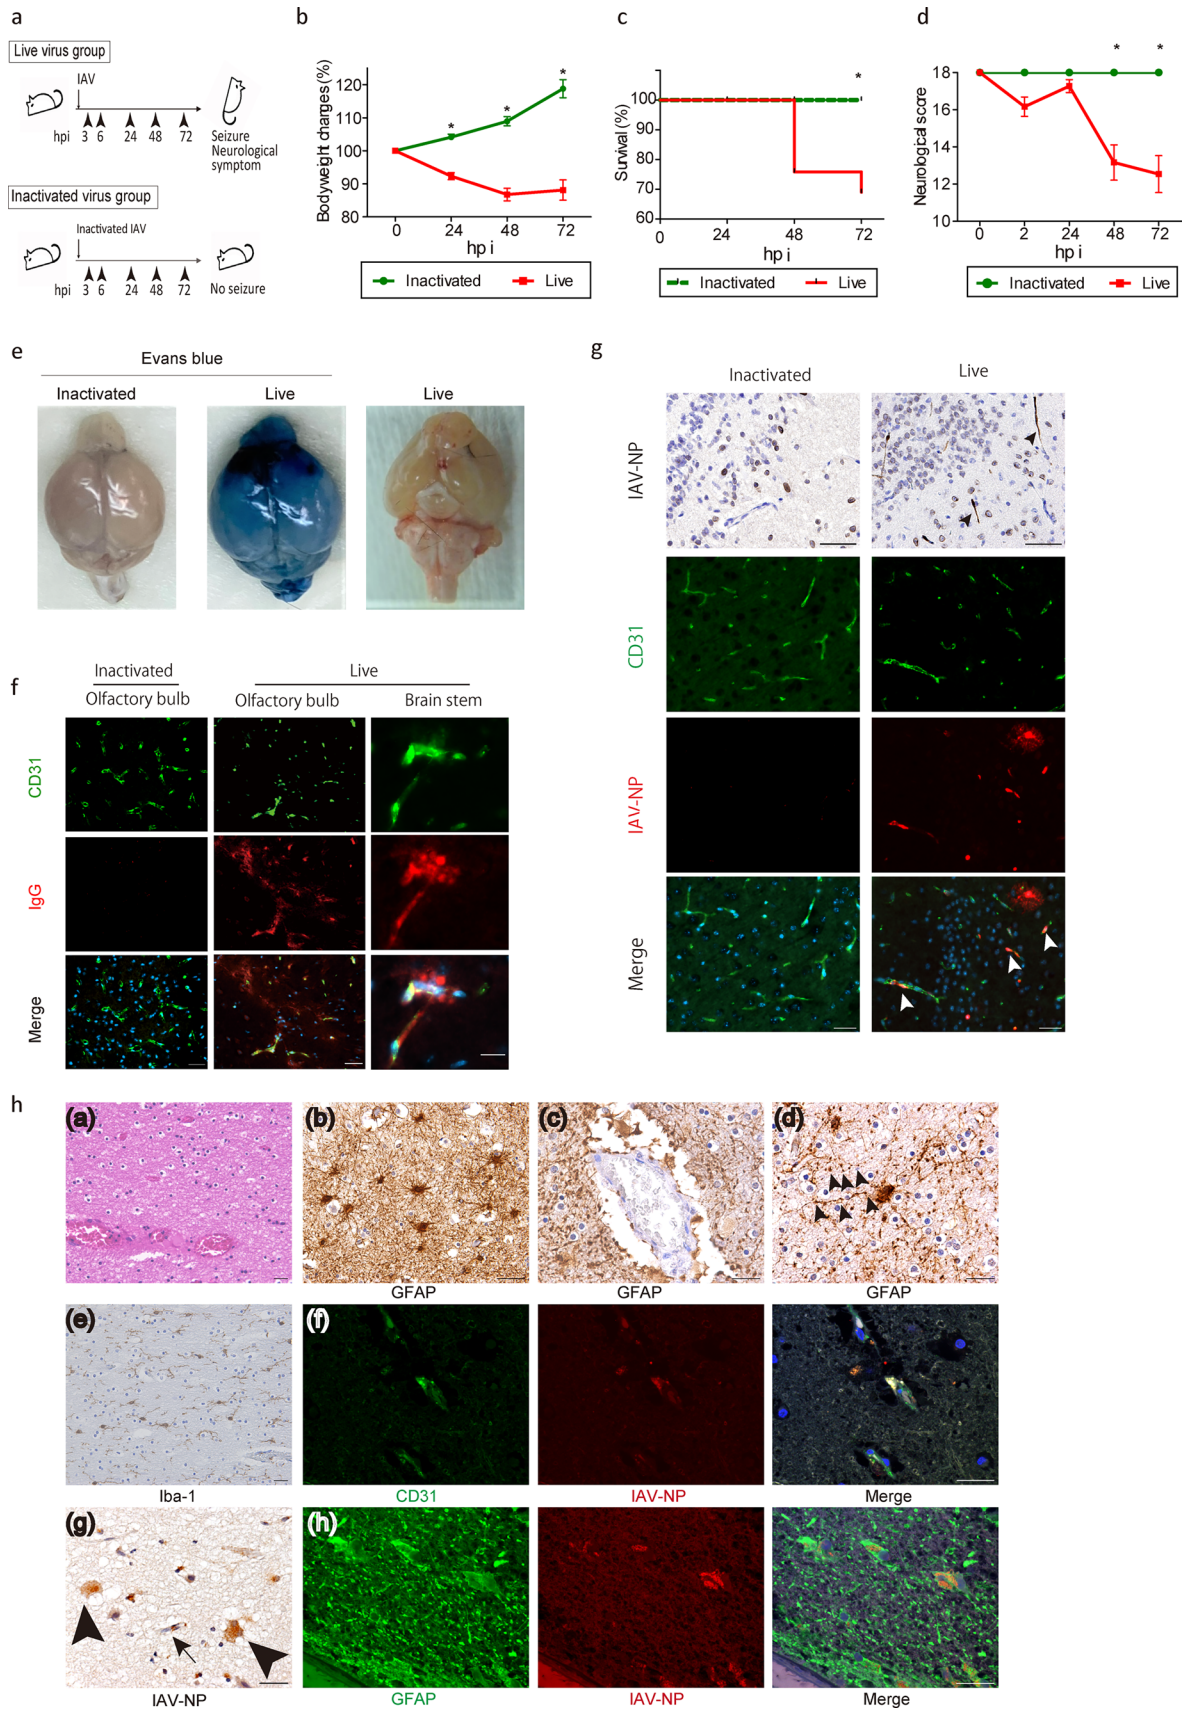 a
Live virus group
IAV
hpi 3 6 24 48 72
Seizure
Neurological
symptom
Inactivated virus group
Inactivated IAV
hpi 3 6 24 48 72
No seizure
b
Bodyweight charges (%)
120
110
100
90
80
*
*
*
0 24 48 72
hp i
Inactivated Live
c
Survival (%)
100
90
80
70
60
*
0 24 48 72
hp i
Inactivated Live
d
Neurological score
18
16
14
12
10
* *
0 2 24 48 72
hp i
Inactivated Live
e
Evans blue
Inactivated Live Live
f
Inactivated Live
Olfactory bulb Olfactory bulb Brain stem
CD31
IgG
Merge
g
Inactivated Live
IAV-NP
CD31
IAV-NP
Merge
h
(a) (b) (c) (d)
GFAP GFAP GFAP
(e) (f)
Iba-1 CD31 IAV-NP Merge
(g) (h)
IAV-NP GFAP IAV-NP Merge